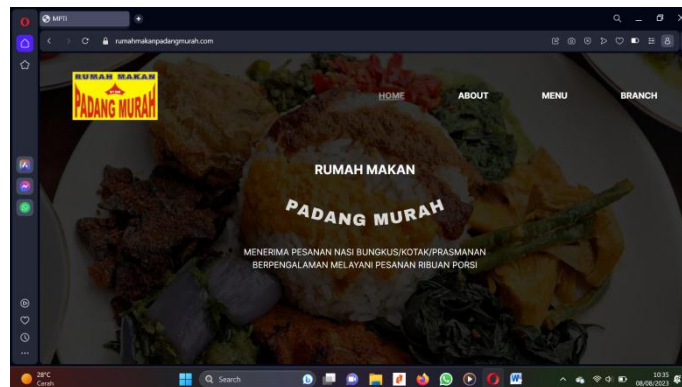 MPTI
rumahmakanpadangmurah.com
RUMAH MAKAN
PADANG MURAH
HOME
ABOUT
MENU
BRANCH
RUMAH MAKAN
PADANG MURAH
MENERIMA PESANAN NASI BUNGKUS/KOTAK/PRASMANAN
BERPENGALAMAN MELAYANI PESANAN RIBUAN PORSI
28°C
Cerah
Search
10:35
08/08/2023